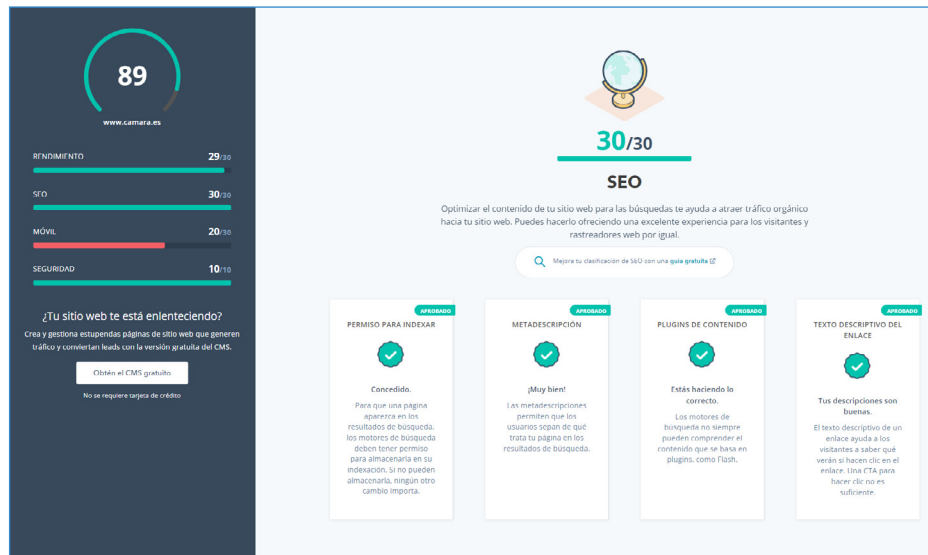 89
www.camara.es
RENDIMIENTO 29/30
SEO 30/30
MÓVIL 20/30
SEGURIDAD 10/10
¿Tu sitio web te está enlenteciendo?
Crea y gestiona estupendas páginas de sitio web que generen
tráfico y conviertan leads con la versión gratuita del CMS.
Obtén el CMS gratuito
No se requiere tarjeta de crédito
30/30
SEO
Optimizar el contenido de tu sitio web para las búsquedas te ayuda a atraer tráfico orgánico
hacia tu sitio web. Puedes hacerlo ofreciendo una excelente experiencia para los visitantes y
rastreadores web por igual.
Mejora tu clasificación de SEO con una guía gratuita
APROBADO
PERMISO PARA INDEXAR
Concedido.
Para que una página
aparezca en los
resultados de búsqueda,
los motores de búsqueda
deben tener permiso
para almacenarla en su
indexación. Si no pueden
almacenarla, ningún otro
cambio importa.
APROBADO
METADESCRIPCIÓN
¡Muy bien!
Las metadescripciones
permiten que los
usuarios sepan de qué
trata tu página en los
resultados de búsqueda.
APROBADO
PLUGINS DE CONTENIDO
Estás haciendo lo
correcto.
Los motores de
búsqueda no siempre
pueden comprender el
contenido que se basa en
plugins, como Flash.
APROBADO
TEXTO DESCRIPTIVO DEL
ENLACE
Tus descripciones son
buenas.
El texto descriptivo de un
enlace ayuda a los
visitantes a saber qué
verán si hacen clic en el
enlace. Una CTA para
hacer clic no es
suficiente.